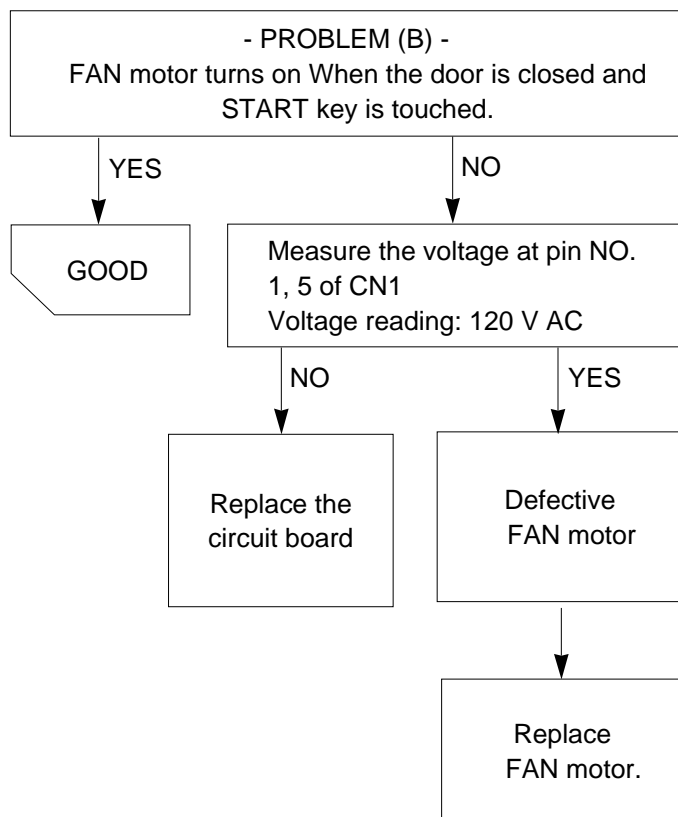 - PROBLEM (B) -
FAN motor turns on When the door is closed and
START key is touched.
YES
NO
GOOD
Measure the voltage at pin NO.
1, 5 of CN1
Voltage reading: 120 V AC
NO
YES
Replace the
circuit board
Defective
FAN motor
Replace
FAN motor.